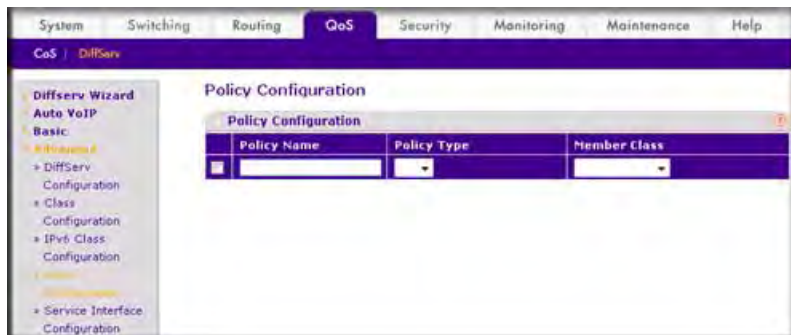 System Switching Routing QoS Security Monitoring Maintenance Help
CoS | DiffServ
Diffserv Wizard
Auto VoIP
Basic
Advanced
» DiffServ
Configuration
» Class
Configuration
» IPv6 Class
Configuration
» Service Interface
Configuration
Policy Configuration
Policy Configuration
Policy Name Policy Type Member Class